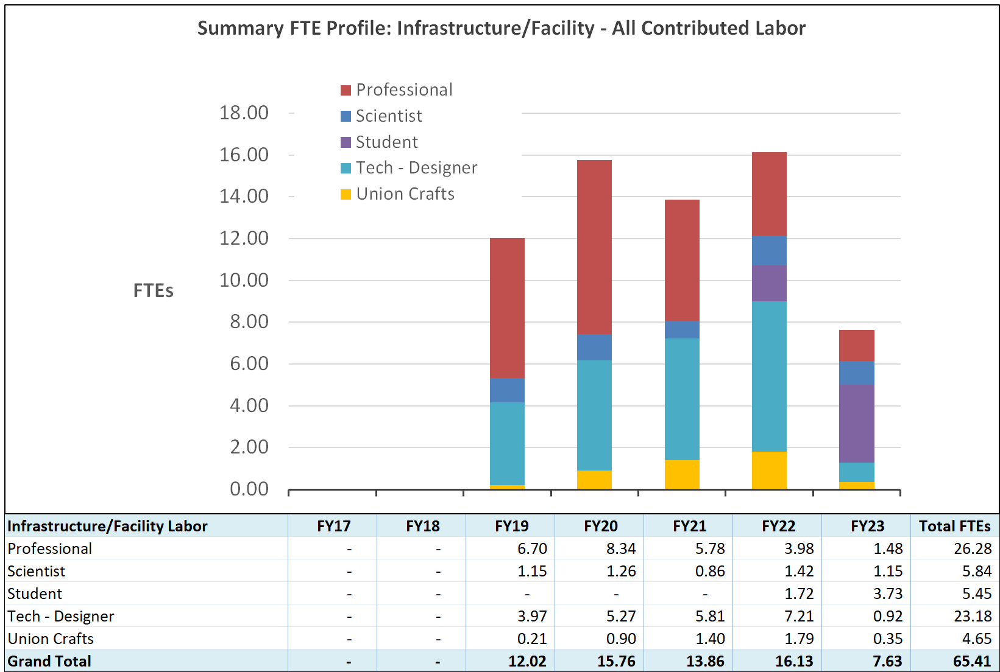 Summary FTE Profile: Infrastructure/Facility - All Contributed Labor
Professional
Scientist
Student
Tech - Designer
Union Crafts
18.00
16.00
14.00
12.00
10.00
8.00
6.00
4.00
2.00
0.00
FTEs
Infrastructure/Facility Labor FY17 FY18 FY19 FY20 FY21 FY22 FY23 Total FTEs
Professional - - 6.70 8.34 5.78 3.98 1.48 26.28
Scientist - - 1.15 1.26 0.86 1.42 1.15 5.84
Student - - - - - 1.72 3.73 5.45
Tech - Designer - - 3.97 5.27 5.81 7.21 0.92 23.18
Union Crafts - - 0.21 0.90 1.40 1.79 0.35 4.65
Grand Total - - 12.02 15.76 13.86 16.13 7.63 65.41